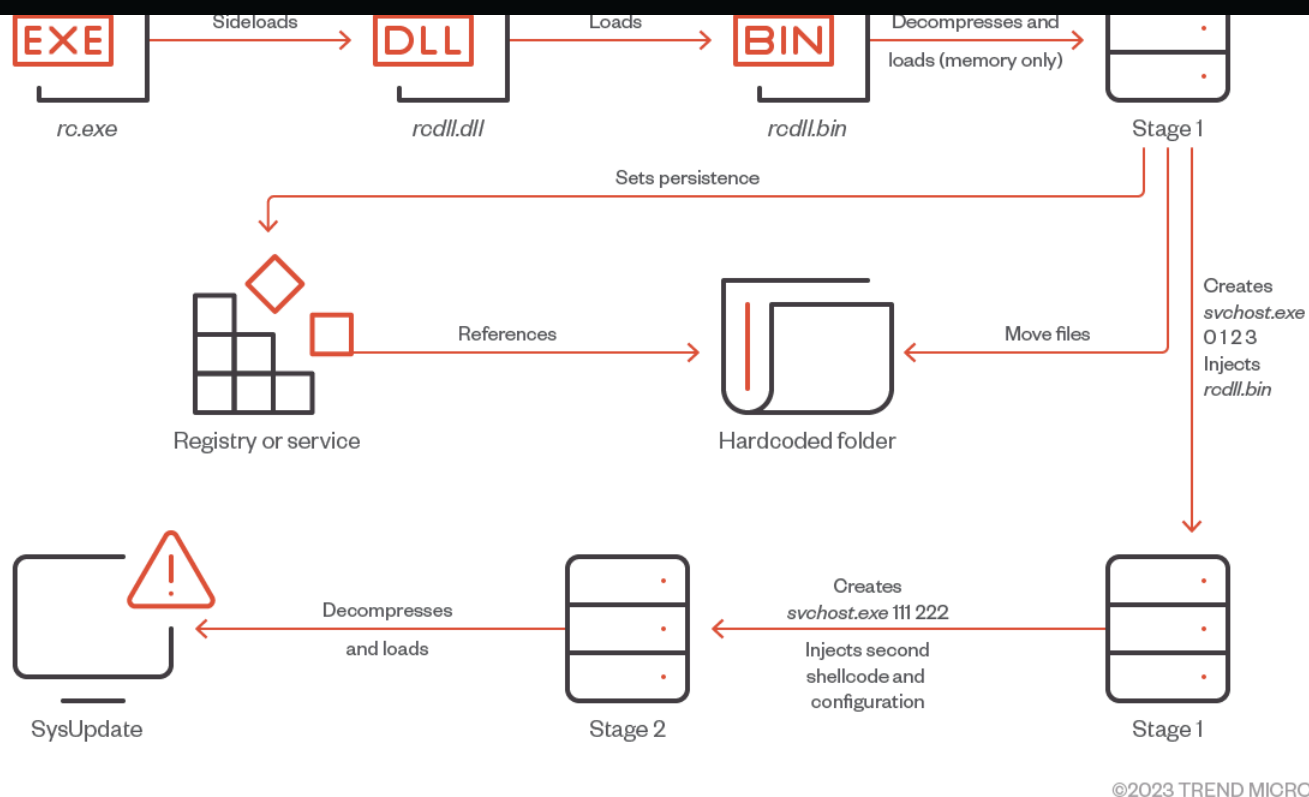 Sideloads
Loads
Decompresses and
loads (memory only)
EXE
DLL
BIN
rc.exe
rcdll.dll
rcdll.bin
Stage 1
Sets persistence
Creates
svchost.exe
0 1 2 3
Injects
rcdll.bin
References
Move files
Registry or service
Hardcoded folder
Creates
svchost.exe 111 222
Injects second
shellcode and
configuration
Decompresses
and loads
SysUpdate
Stage 2
Stage 1
©2023 TREND MICRO